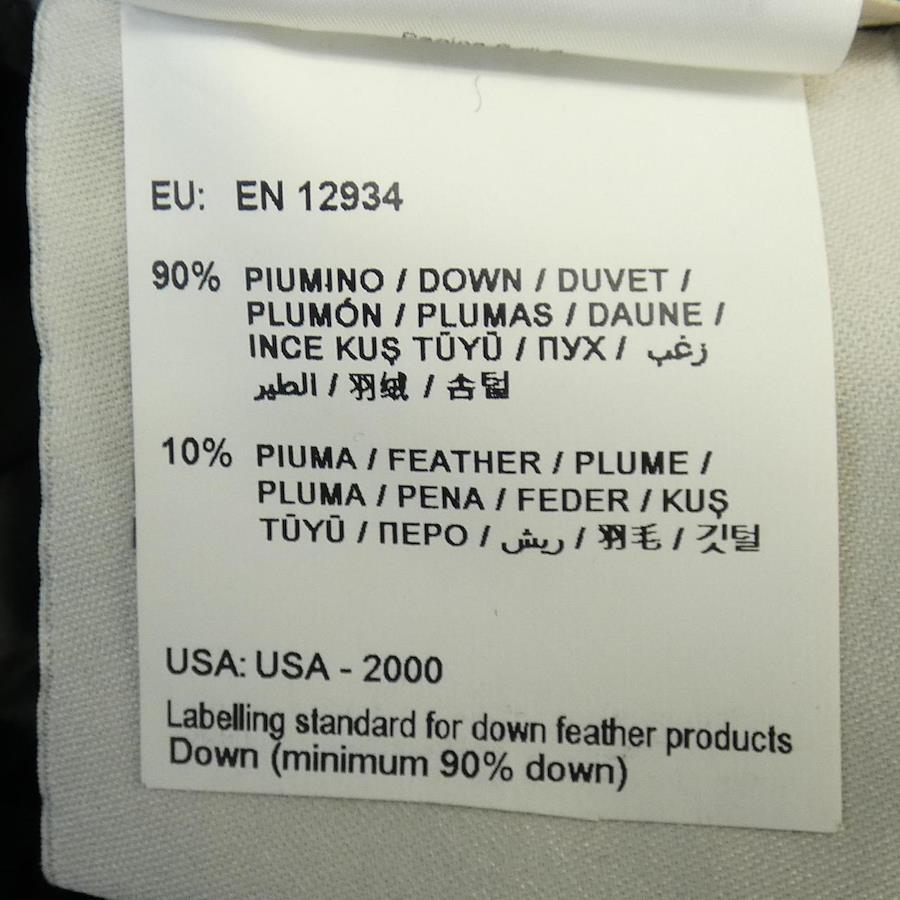 EU: EN 12934
90% PIUMINO / DOWN / DUVET /
PLUMÓN / PLUMAS / DAUNE /
INCE KUŞ TŪYŪ / ПУХ / زغب
الطير / 羽绒 / 솜털
10% PIUMA / FEATHER / PLUME /
PLUMA / PENA / FEDER / KUŞ
TŪYŪ / ПЕРО / ريش / 羽毛 / 깃털
USA: USA - 2000
Labelling standard for down feather products
Down (minimum 90% down)